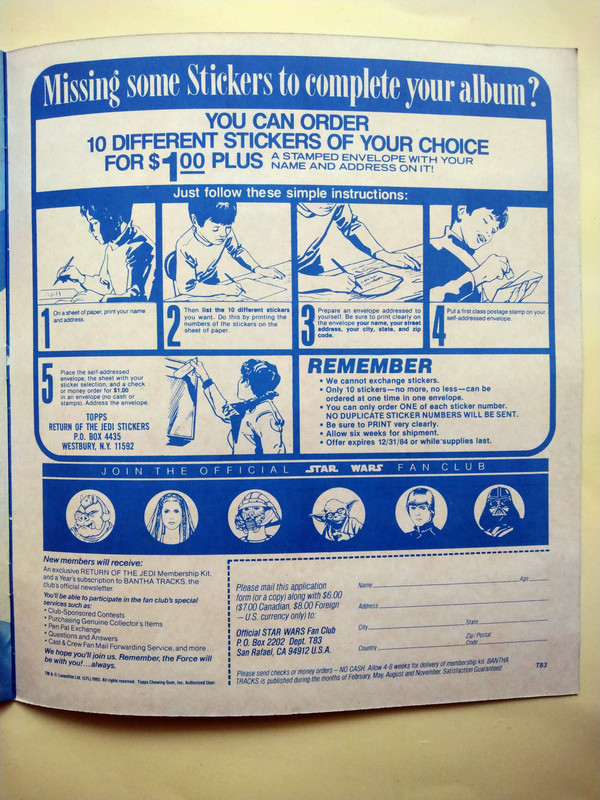 Missing some Stickers to complete your album?
YOU CAN ORDER
10 DIFFERENT STICKERS OF YOUR CHOICE
FOR $1.00 PLUS A STAMPED ENVELOPE WITH YOUR
NAME AND ADDRESS ON IT!
Just follow these simple instructions:
1
On a sheet of paper, print your name
and address.
2
Then list the 10 different stickers
you want. Do this by printing the
numbers of the stickers on the
sheet of paper.
3
Prepare an envelope addressed to
yourself. Be sure to print clearly on
the envelope your name, your street
address, your city, state, and zip
code.
4
Put a first class postage stamp on your
self-addressed envelope.
5
Place the self-addressed
envelope, the sheet with your
sticker selection, and a check
or money order for $1.00
in an envelope (no cash or
stamps). Address the envelope.
TOPPS
RETURN OF THE JEDI STICKERS
P.O. BOX 4435
WESTBURY, N.Y. 11592
REMEMBER
• We cannot exchange stickers.
• Only 10 stickers—no more, no less—can be
ordered at one time in one envelope.
• You can only order ONE of each sticker number.
NO DUPLICATE STICKER NUMBERS WILL BE SENT.
• Be sure to PRINT very clearly.
• Allow six weeks for shipment.
• Offer expires 12/31/84 or while supplies last.
JOIN THE OFFICIAL STAR WARS FAN CLUB
New members will receive:
An exclusive RETURN OF THE JEDI Membership Kit,
and a Year's subscription to BANTHA TRACKS, the
club's official newsletter
You'll be able to participate in the fan club's special
services such as:
• Club-Sponsored Contests
• Purchasing Genuine Collector's Items
• Pen Pal Exchange
• Questions and Answers
• Cast & Crew Fan Mail Forwarding Service, and more.
We hope you'll join us. Remember, the Force will
be with you!...always.
TM & © Lucasfilm Ltd. (LFL) 1983. All rights reserved. Topps Chewing Gum, Inc. Authorized User.
Please mail this application
form (or a copy) along with $6.00
($7.00 Canadian, $8.00 Foreign
— U.S. currency only) to:
Official STAR WARS Fan Club
P.O. Box 2202 Dept. T83
San Rafael, CA 94912 U.S.A.
Name Age
Address
City State
Country Zip/Postal Code
Please send checks or money orders — NO CASH. Allow 4-8 weeks for delivery of membership kit. BANTHA
TRACKS is published during the months of February, May, August and November. Satisfaction Guaranteed
T83